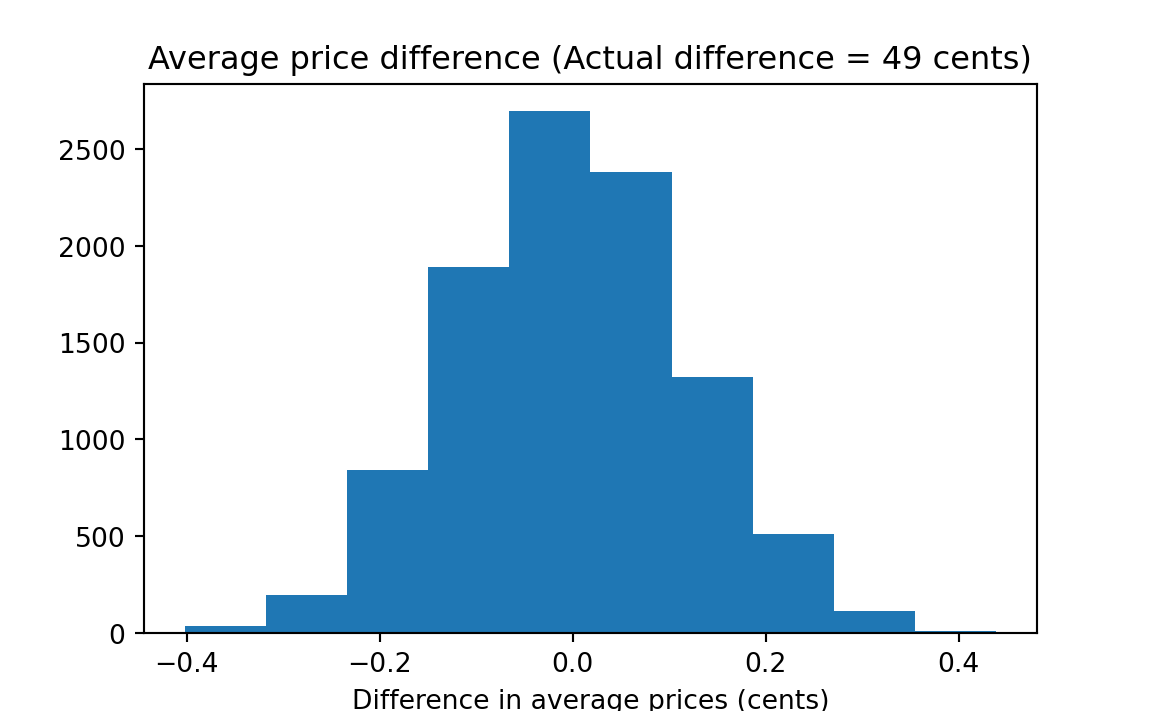 Average price difference (Actual difference = 49 cents)
2500
2000
1500
1000
500
0
−0.4 −0.2 0.0 0.2 0.4
Difference in average prices (cents)